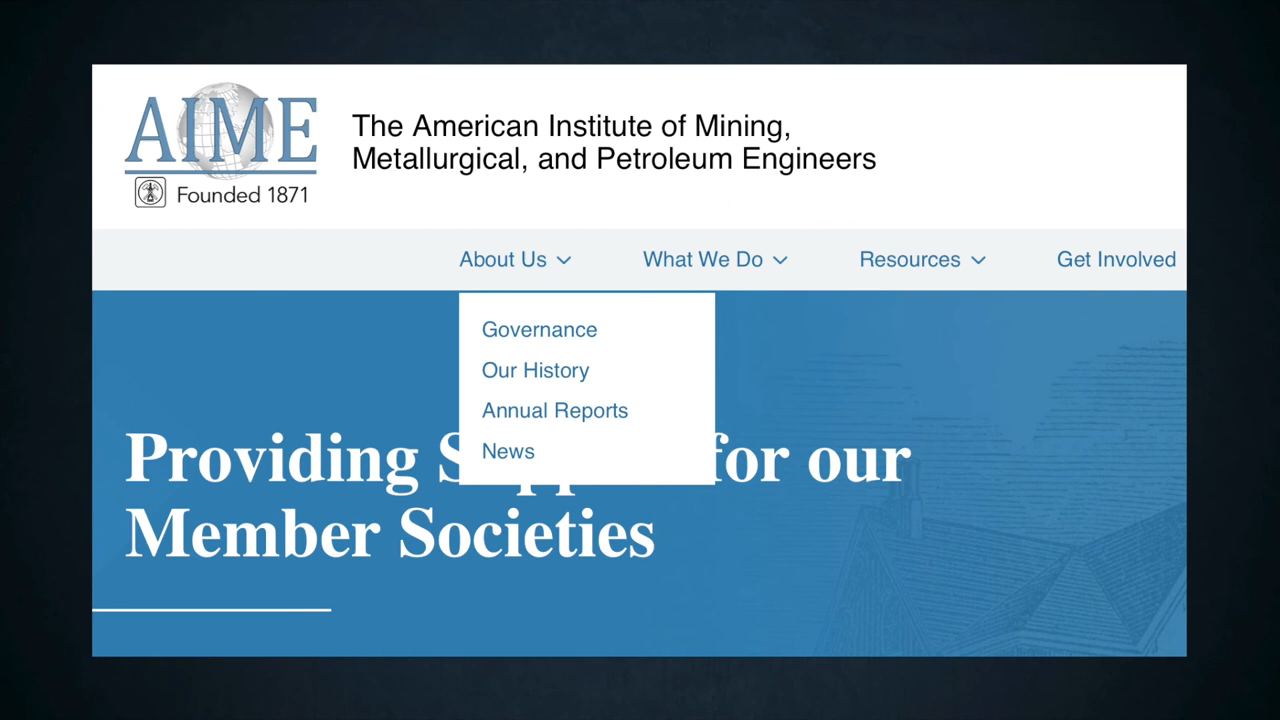 AIME
Founded 1871
The American Institute of Mining,
Metallurgical, and Petroleum Engineers
About Us
What We Do
Resources
Get Involved
Governance
Our History
Annual Reports
News
Providing for our
Member Societies